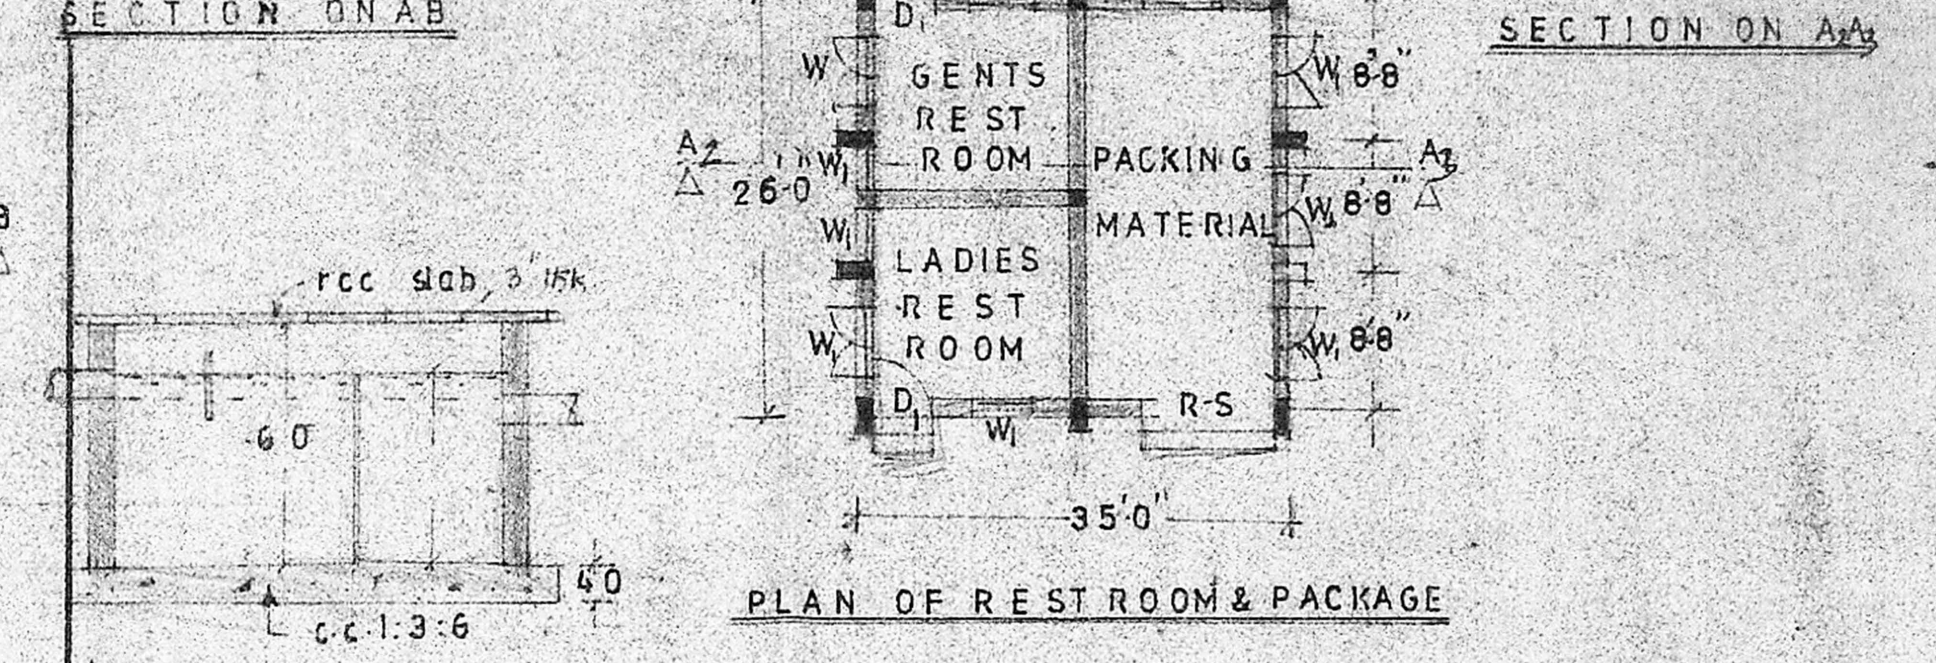 SECTION ON AB
D1
SECTION ON A2A2
W
GENTS
REST
ROOM
W1 8'-8"
A2
26'-0"
W1
PACKING
MATERIAL
A2
W1 8'-8"
W1
LADIES
REST
ROOM
rcc slab, 3" thk
W1
W1 8'-8"
D1
W1
R-S
6 0
35'-0"
4 0
c.c.1:3:6
PLAN OF REST ROOM & PACKAGE